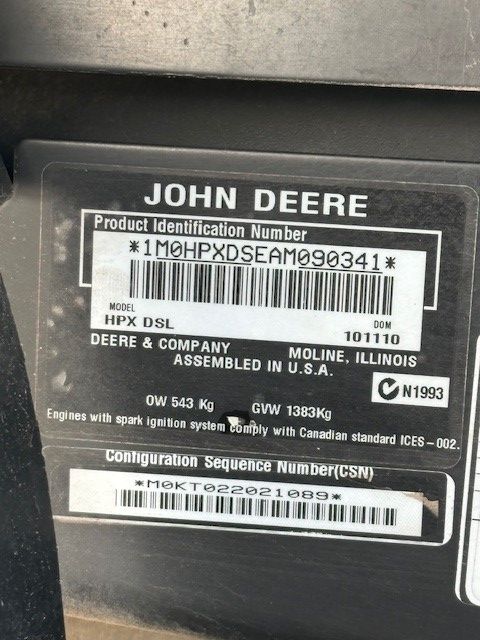 JOHN DEERE
Product Identification Number
*1M0HPXDSEAM090341*
MODEL
DOM
HPX DSL
101110
DEERE & COMPANY MOLINE, ILLINOIS
ASSEMBLED IN U.S.A.
N1993
OW 543 Kg GVW 1383Kg
Engines with spark ignition system comply with Canadian standard ICES-002.
Configuration Sequence Number(CSN)
*M0KT022021089*